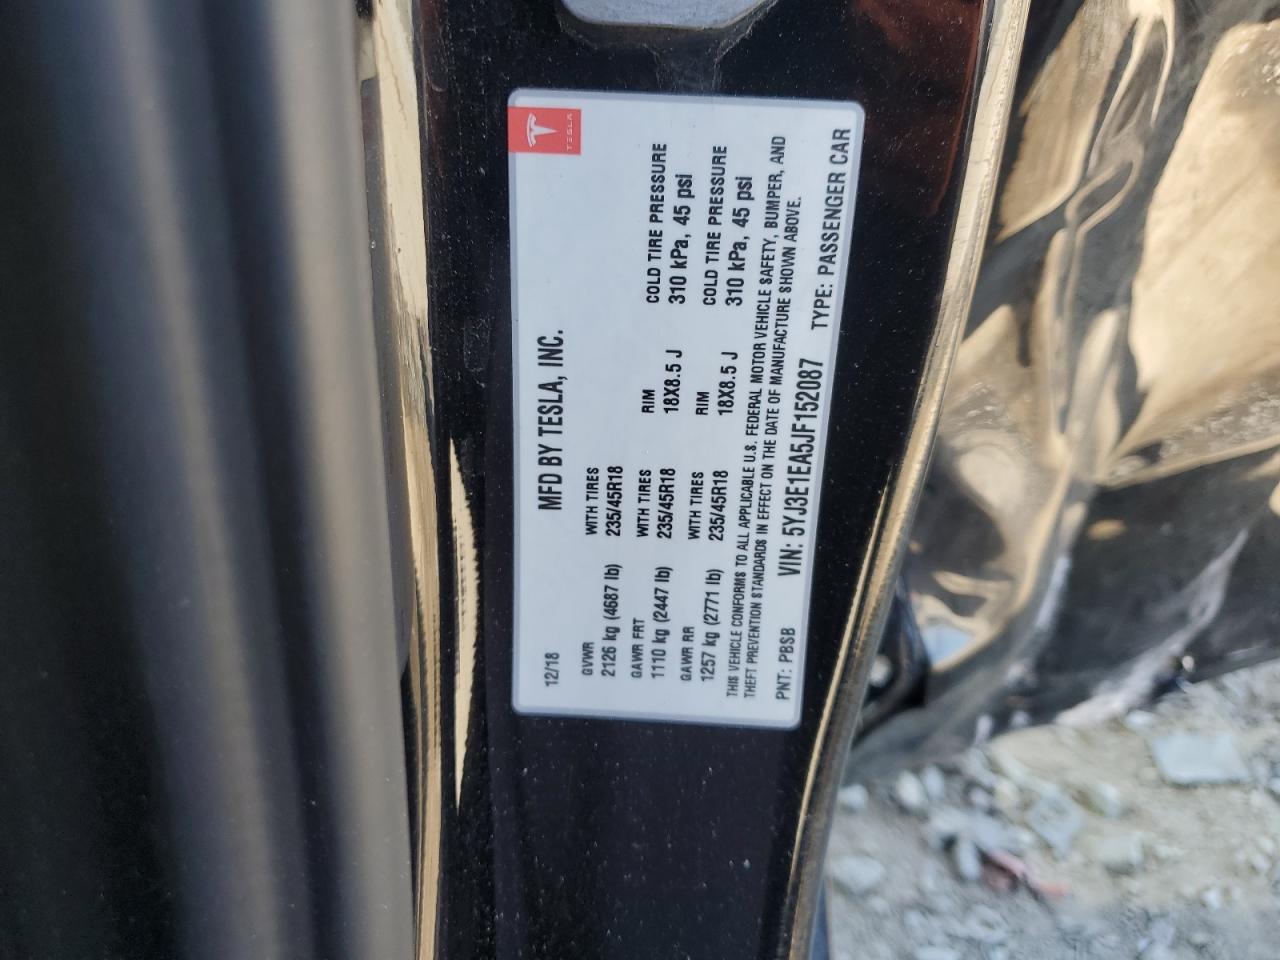 TESLA
12/18 MFD BY TESLA, INC.
GVWR WITH TIRES
2126 kg (4687 lb) 235/45R18
GAWR FRT WITH TIRES RIM COLD TIRE PRESSURE
1110 kg (2447 lb) 235/45R18 18X8.5 J 310 kPa, 45 psi
GAWR RR WITH TIRES RIM COLD TIRE PRESSURE
1257 kg (2771 lb) 235/45R18 18X8.5 J 310 kPa, 45 psi
THIS VEHICLE CONFORMS TO ALL APPLICABLE U.S. FEDERAL MOTOR VEHICLE SAFETY, BUMPER, AND
THEFT PREVENTION STANDARDS IN EFFECT ON THE DATE OF MANUFACTURE SHOWN ABOVE.
PNT: PBSB VIN: 5YJ3E1EA5JF152087 TYPE: PASSENGER CAR